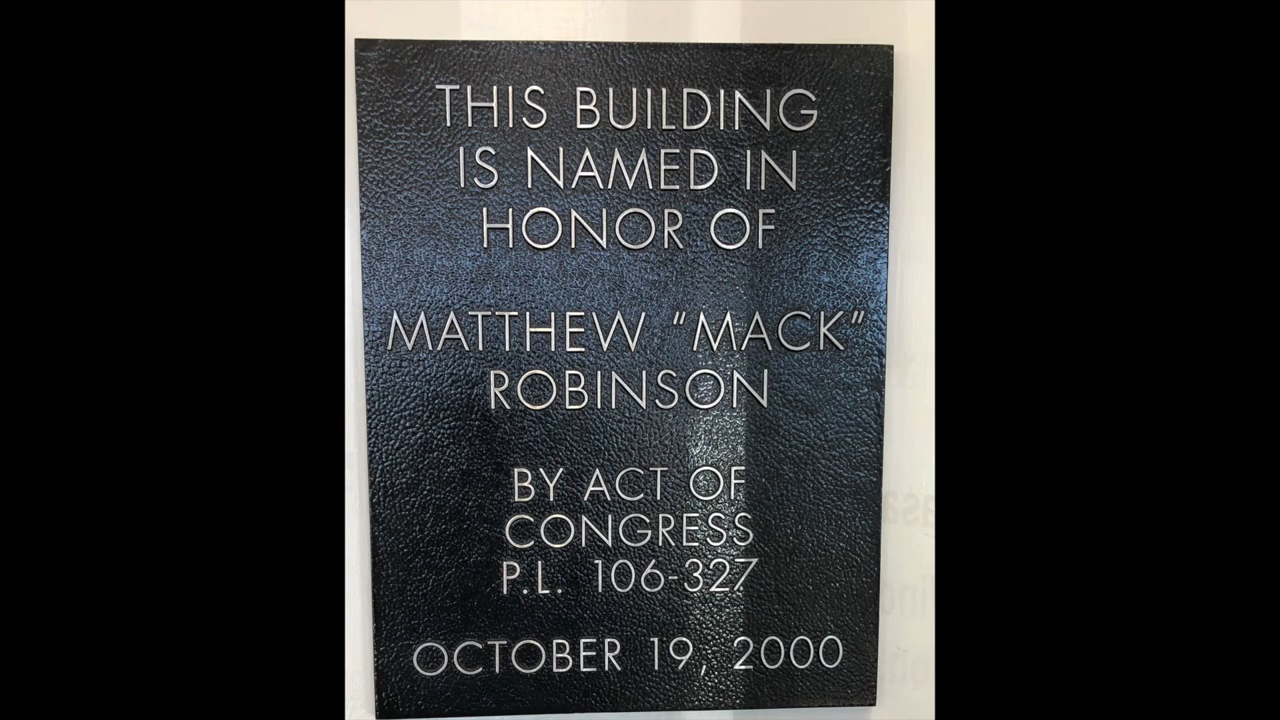 THIS BUILDING
IS NAMED IN
HONOR OF
MATTHEW “MACK”
ROBINSON
BY ACT OF
CONGRESS
P.L. 106-327
OCTOBER 19, 2000